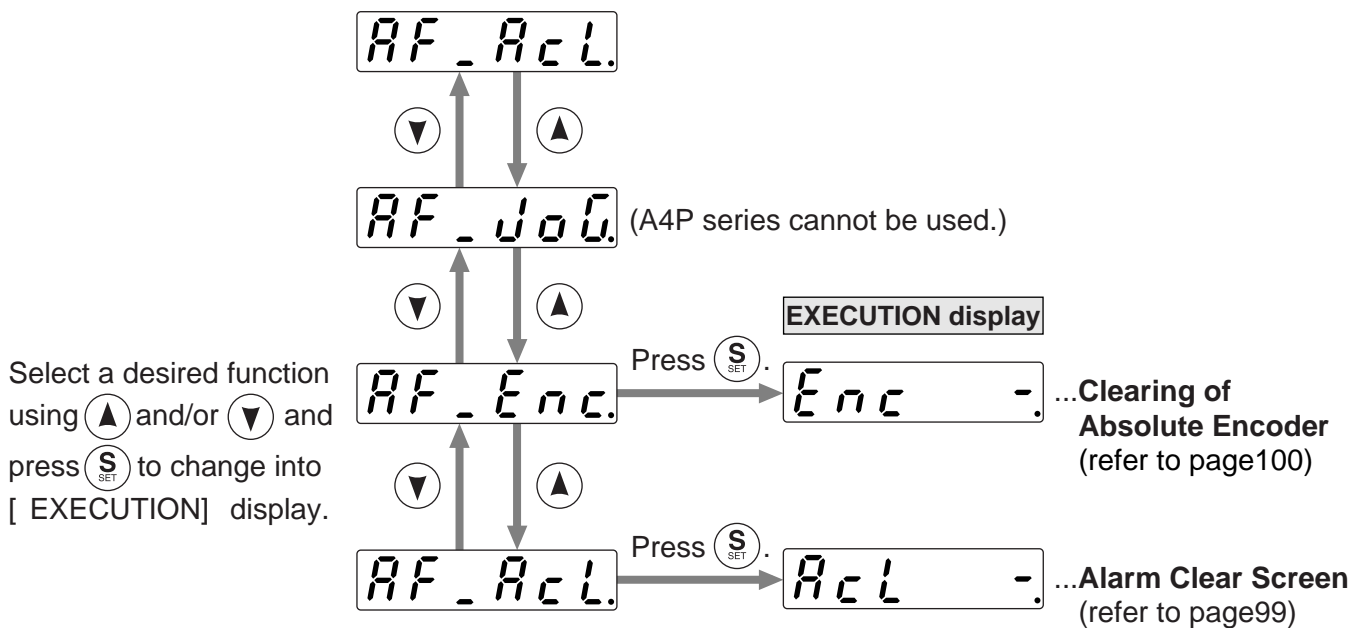 AF_AcL.
AF_JoG.
(A4P series cannot be used.)
EXECUTION display
Select a desired function
using ▲ and/or ▼ and
press S SET to change into
[ EXECUTION] display.
AF_Enc.
Press S SET.
Enc -.
...Clearing of
Absolute Encoder
(refer to page100)
AF_AcL.
Press S SET.
AcL -.
...Alarm Clear Screen
(refer to page99)